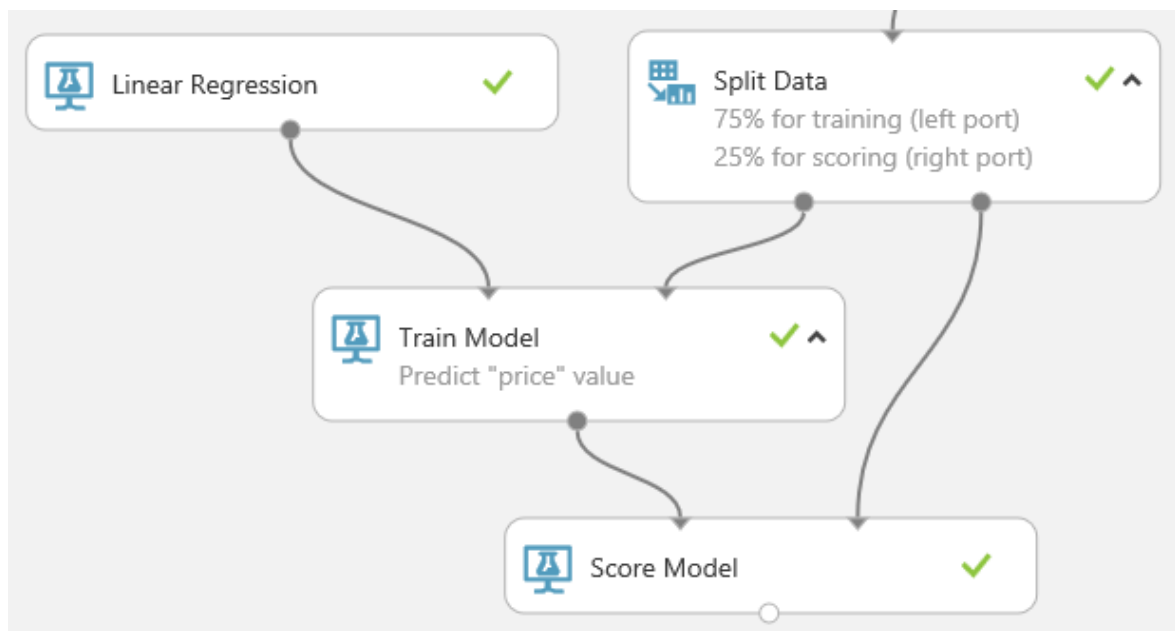 Linear Regression
Split Data
75% for training (left port)
25% for scoring (right port)
Train Model
Predict "price" value
Score Model